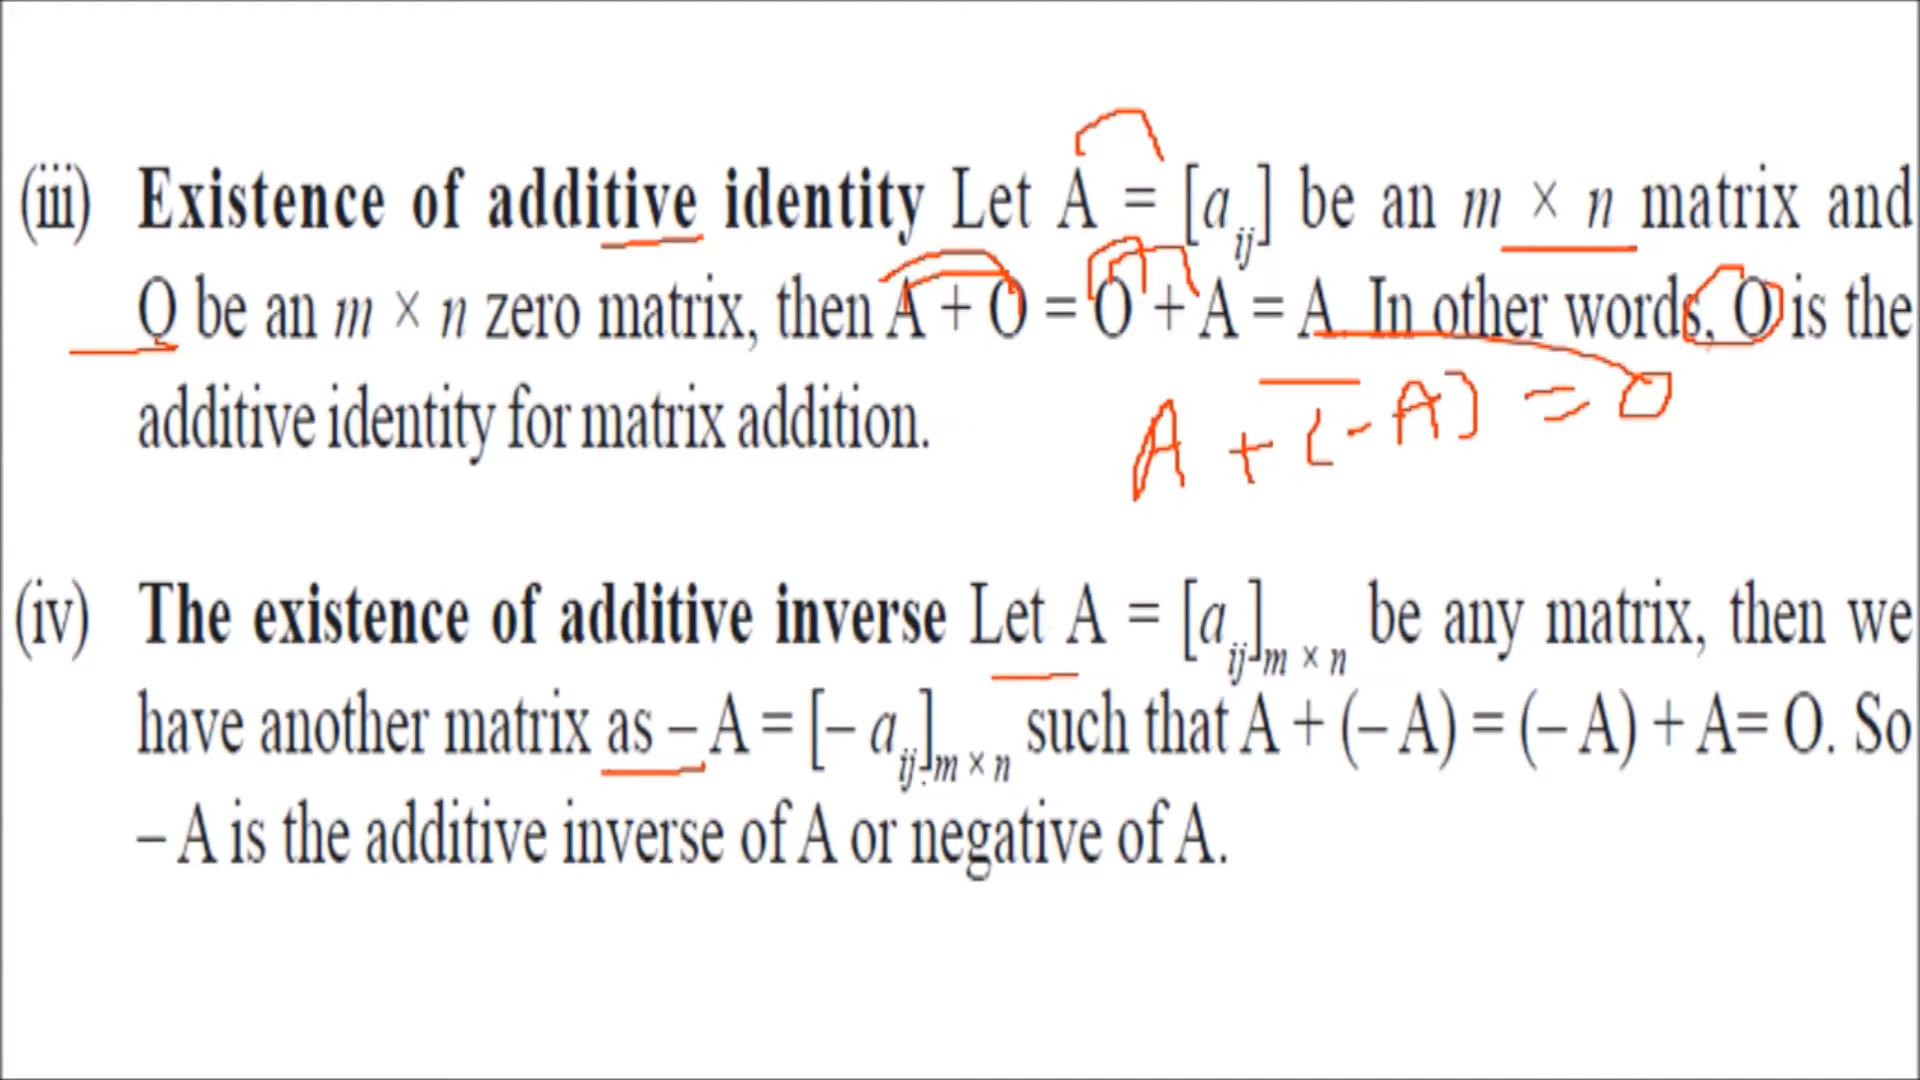 (iii) Existence of additive identity Let A = [aij] be an m × n matrix and
O be an m × n zero matrix, then A + O = O + A = A. In other words, O is the
additive identity for matrix addition.
A + (-A) = 0
(iv) The existence of additive inverse Let A = [aij]m × n be any matrix, then we
have another matrix as – A = [– aij]m × n such that A + (– A) = (– A) + A= O. So
– A is the additive inverse of A or negative of A.